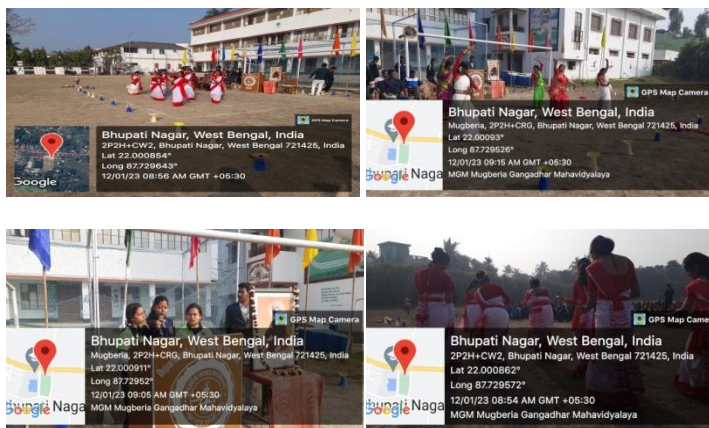 GPS Map Camera
Bhupati Nagar, West Bengal, India
2P2H+CW2, Bhupati Nagar, West Bengal 721425, India
Lat 22.000854°
Long 87.729643°
12/01/23 08:56 AM GMT +05:30
Google
GPS Map Camera
Bhupati Nagar, West Bengal, India
Mugberia, 2P2H+CRG, Bhupati Nagar, West Bengal 721425, India
Lat 22.00093°
Long 87.729526°
12/01/23 09:15 AM GMT +05:30
MGM Mugberia Gangadhar Mahavidyalaya
Google
GPS Map Camera
Bhupati Nagar, West Bengal, India
Mugberia, 2P2H+CRG, Bhupati Nagar, West Bengal 721425, India
Lat 22.000911°
Long 87.72952°
12/01/23 09:05 AM GMT +05:30
MGM Mugberia Gangadhar Mahavidyalaya
Google
GPS Map Came
Bhupati Nagar, West Bengal, India
2P2H+CW2, Bhupati Nagar, West Bengal 721425, India
Lat 22.000862°
Long 87.729572°
12/01/23 08:54 AM GMT +05:30
MGM Mugberia Gangadhar Mahavidyalaya
Google